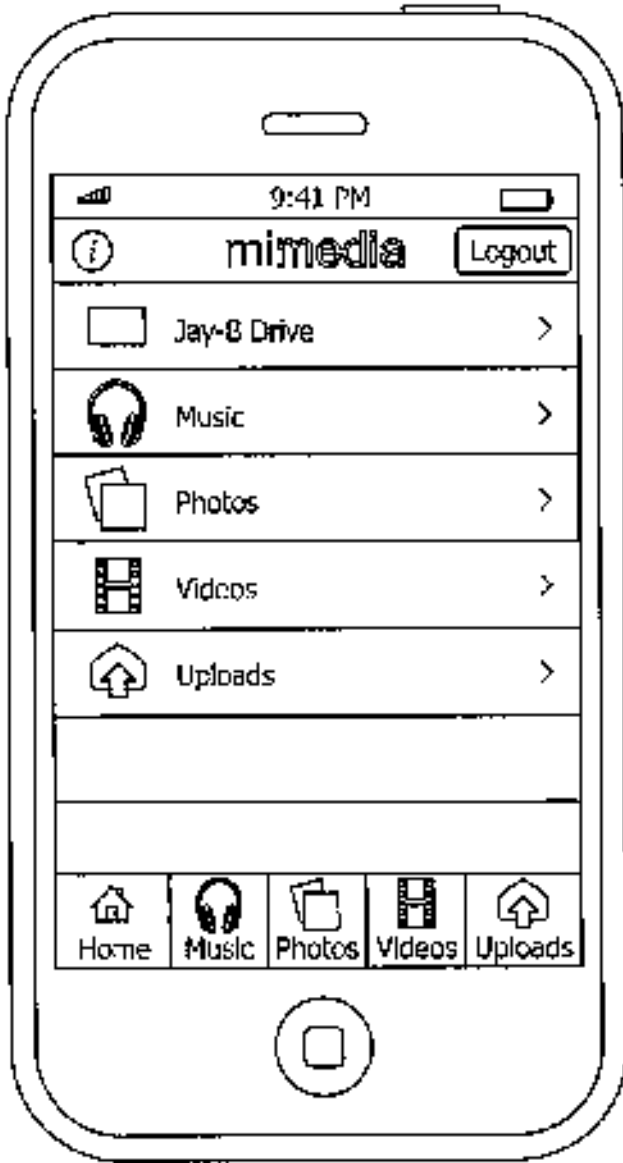 9:41 PM
i mimedia Logout
Jay-B Drive
Music
Photos
Videos
Uploads
Home Music Photos Videos Uploads